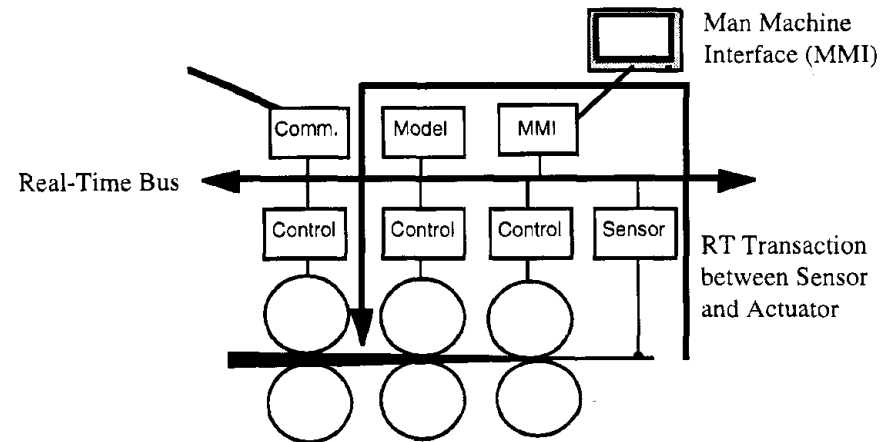 Man Machine
Interface (MMI)
Comm.
Model
MMI
Real-Time Bus
Control
Control
Control
Sensor
RT Transaction
between Sensor
and Actuator